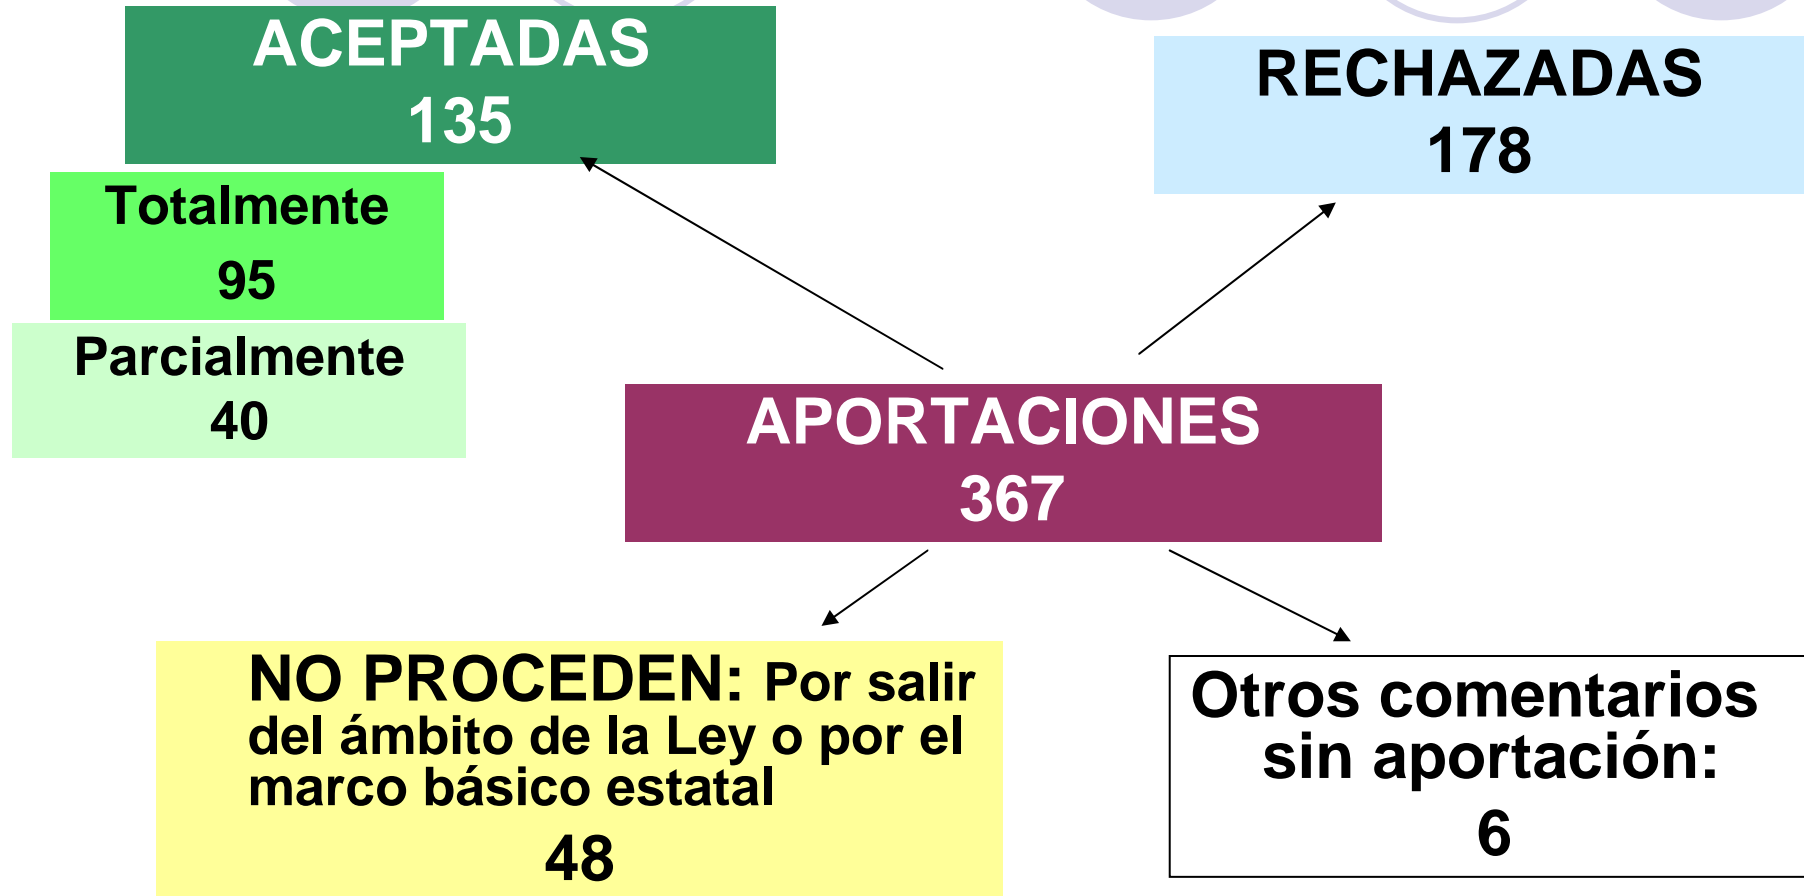 ACEPTADAS
135
RECHAZADAS
178
Totalmente
95
Parcialmente
40
APORTACIONES
367
NO PROCEDEN: Por salir
del ámbito de la Ley o por el
marco básico estatal
48
Otros comentarios
sin aportación:
6